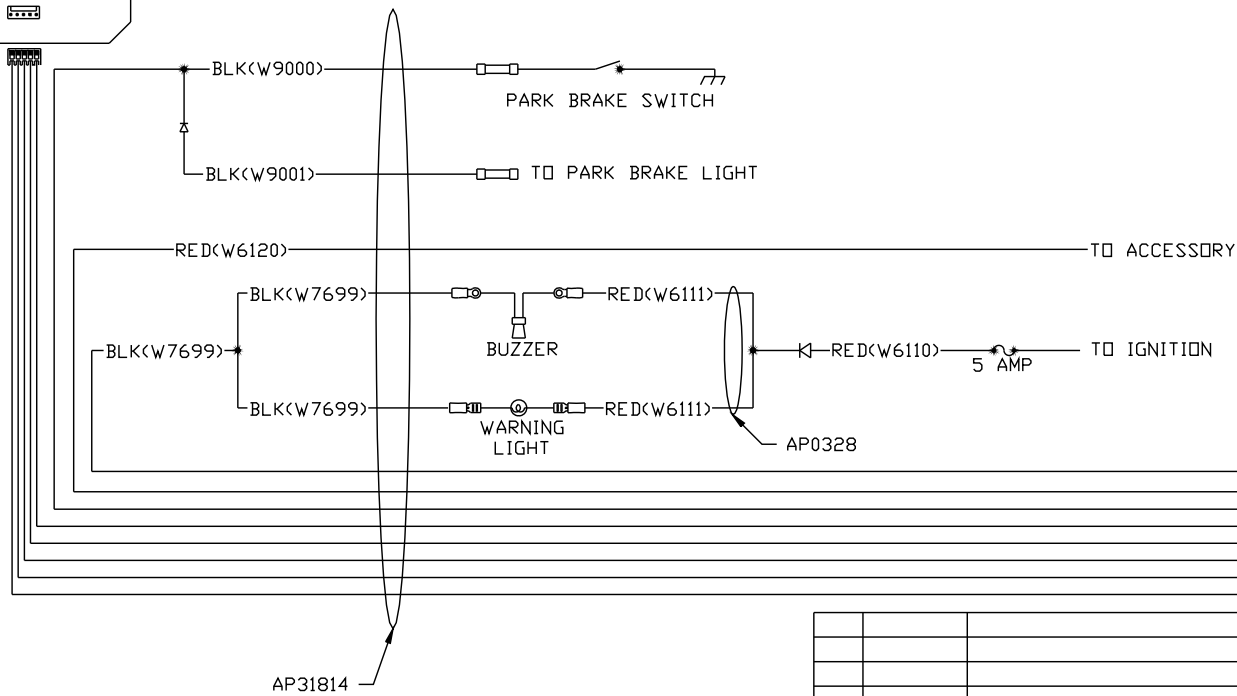 BLK(W9000)
PARK BRAKE SWITCH
BLK(W9001)
TO PARK BRAKE LIGHT
RED(W6120)
TO ACCESSORY
BLK(W7699)
RED(W6111)
BUZZER
BLK(W7699)
RED(W6110)
5 AMP
TO IGNITION
BLK(W7699)
RED(W6111)
WARNING
LIGHT
AP0328
AP31814